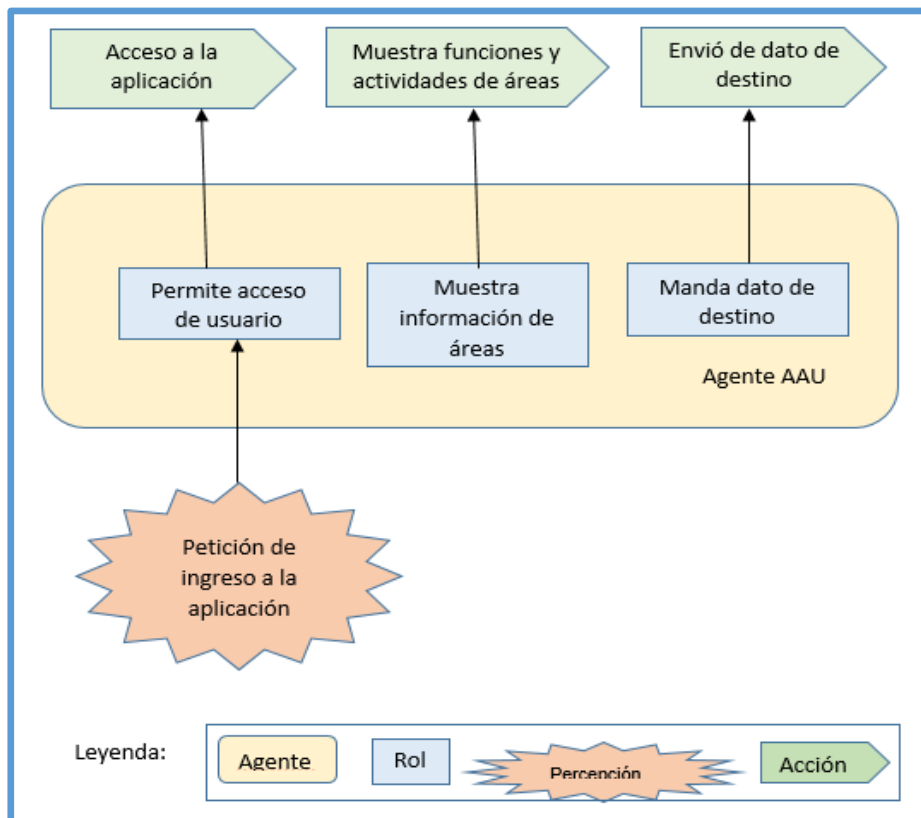 Acceso a la
aplicación
Muestra funciones y
actividades de áreas
Envió de dato de
destino
Permite acceso
de usuario
Muestra
información de
áreas
Manda dato de
destino
Agente AAU
Petición de
ingreso a la
aplicación
Leyenda:
Agente
Rol
Percención
Acción